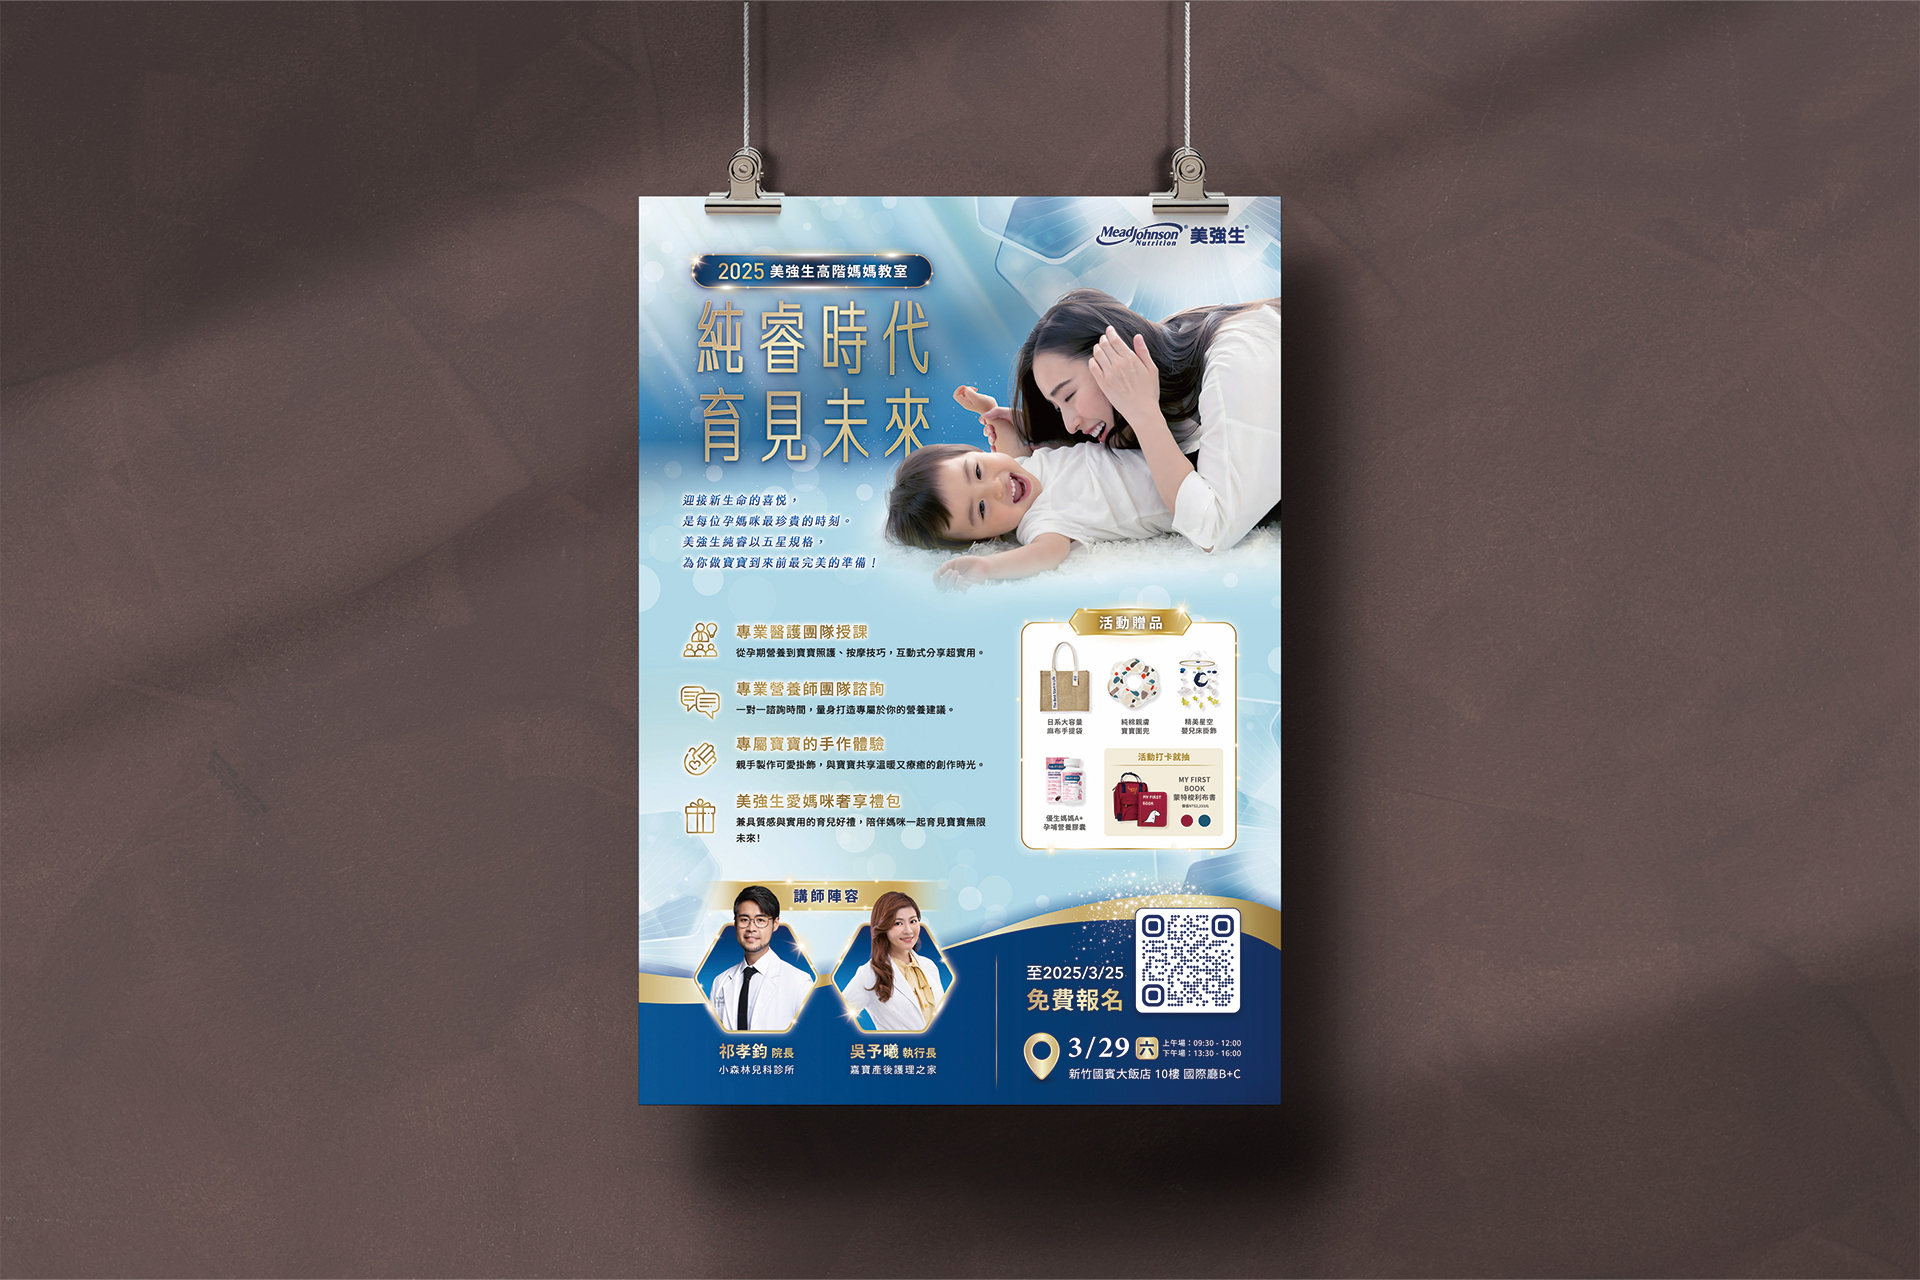 MeadJohnson® 美強生®
Nutrition
2025 美強生高階媽媽教室
純睿時代
育見未來
迎接新生命的喜悅，
是每位孕媽咪最珍貴的時刻。
美強生純睿以五星規格，
為你做寶寶到來前最完美的準備！
專業醫護團隊授課
從孕期營養到寶寶照護、按摩技巧，互動式分享超實用。
專業營養師團隊諮詢
一對一諮詢時間，量身打造專屬於你的營養建議。
專屬寶寶的手作體驗
親手製作可愛掛飾，與寶寶共享溫暖又療癒的創作時光。
美強生愛媽咪奢享禮包
兼具質感與實用的育兒好禮，陪伴媽咪一起育見寶寶無限
未來！
活動贈品
日系大容量
麻布手提袋
純棉親膚
寶寶圍兜
精美星空
嬰兒床掛飾
優生媽媽A+
孕哺營養膠囊
活動打卡就抽
MY FIRST
BOOK
MY FIRST
BOOK
蒙特梭利布書
講師陣容
祁孝鈞 院長
小森林兒科診所
吳予曦 執行長
嘉寶產後護理之家
至2025/3/25
免費報名
3/29 六
上午場：09:30 - 12:00
下午場：13:30 - 16:00
新竹國賓大飯店 10樓 國際廳B+C